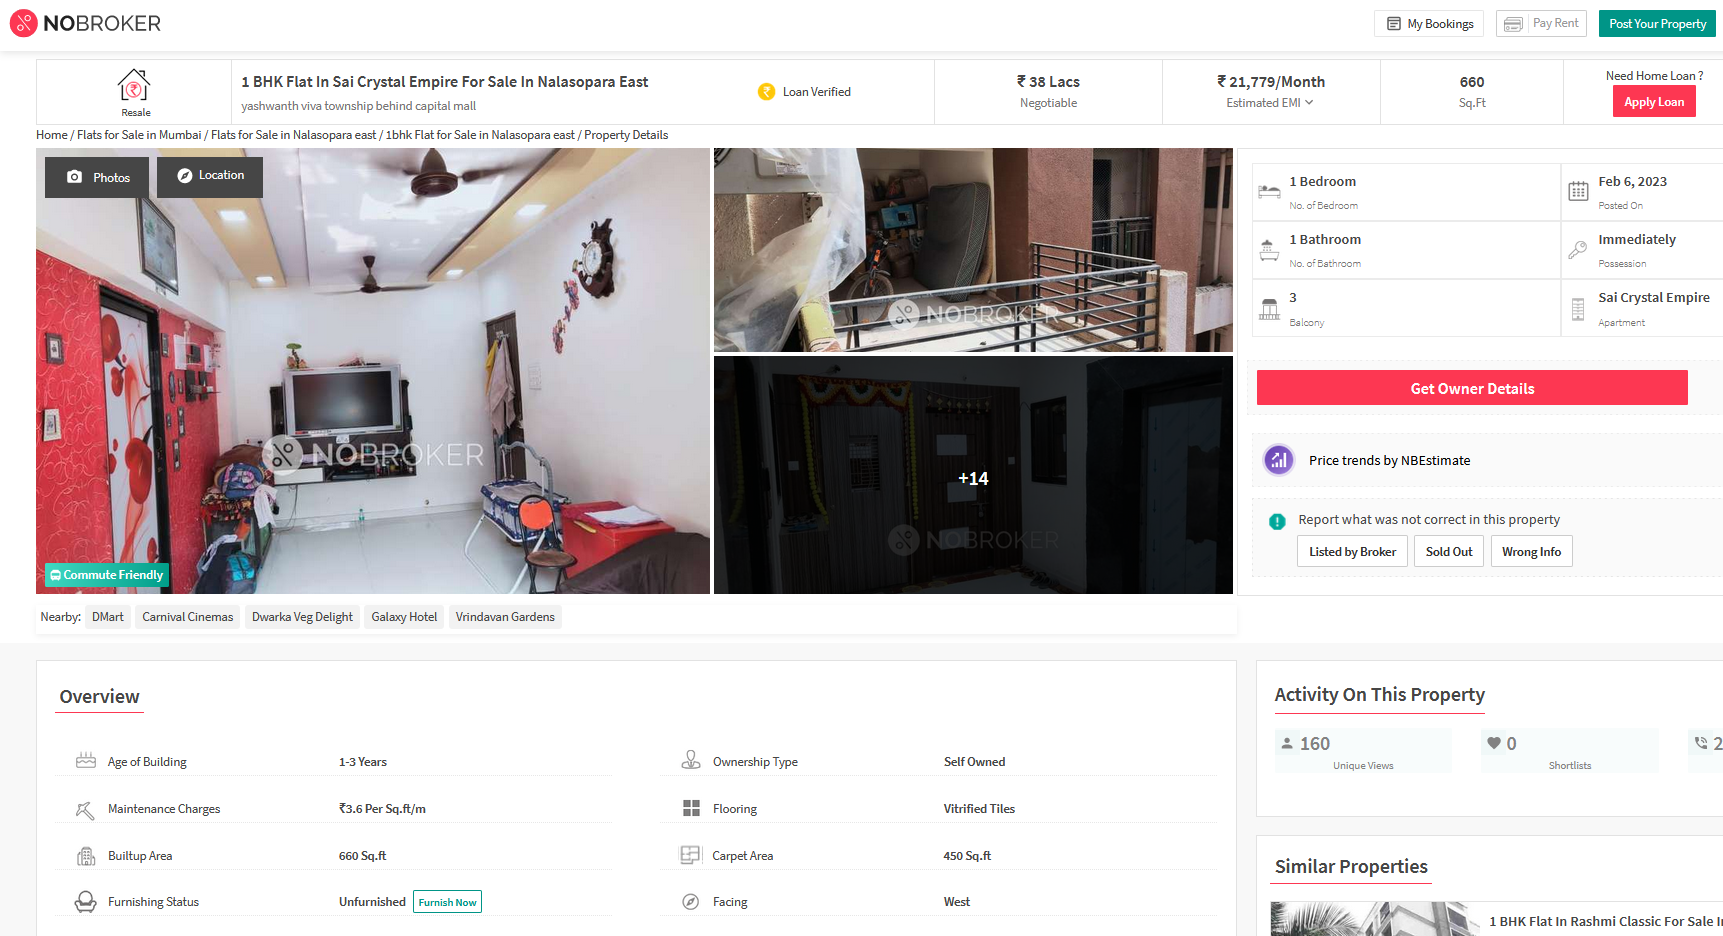 NOBROKER
My Bookings
Pay Rent
Post Your Property
Resale
1 BHK Flat In Sai Crystal Empire For Sale In Nalasopara East
yashwanth viva township behind capital mall
Loan Verified
₹ 38 Lacs
Negotiable
₹ 21,779/Month
Estimated EMI
660
Sq.Ft
Need Home Loan ?
Apply Loan
Home / Flats for Sale in Mumbai / Flats for Sale in Nalasopara east / 1bhk Flat for Sale in Nalasopara east / Property Details
Photos
Location
NOBROKER
Commute Friendly
NOBROKER
+14
NOBROKER
1 Bedroom
No. of Bedroom
Feb 6, 2023
Posted On
1 Bathroom
No. of Bathroom
Immediately
Possession
3
Balcony
Sai Crystal Empire
Apartment
Get Owner Details
Price trends by NBEstimate
Report what was not correct in this property
Listed by Broker
Sold Out
Wrong Info
Nearby: DMart Carnival Cinemas Dwarka Veg Delight Galaxy Hotel Vrindavan Gardens
Overview
Age of Building 1-3 Years
Ownership Type Self Owned
Maintenance Charges ₹3.6 Per Sq.ft/m
Flooring Vitrified Tiles
Builtup Area 660 Sq.ft
Carpet Area 450 Sq.ft
Furnishing Status Unfurnished Furnish Now
Facing West
Activity On This Property
160
Unique Views
0
Shortlists
2
Similar Properties
1 BHK Flat In Rashmi Classic For Sale I